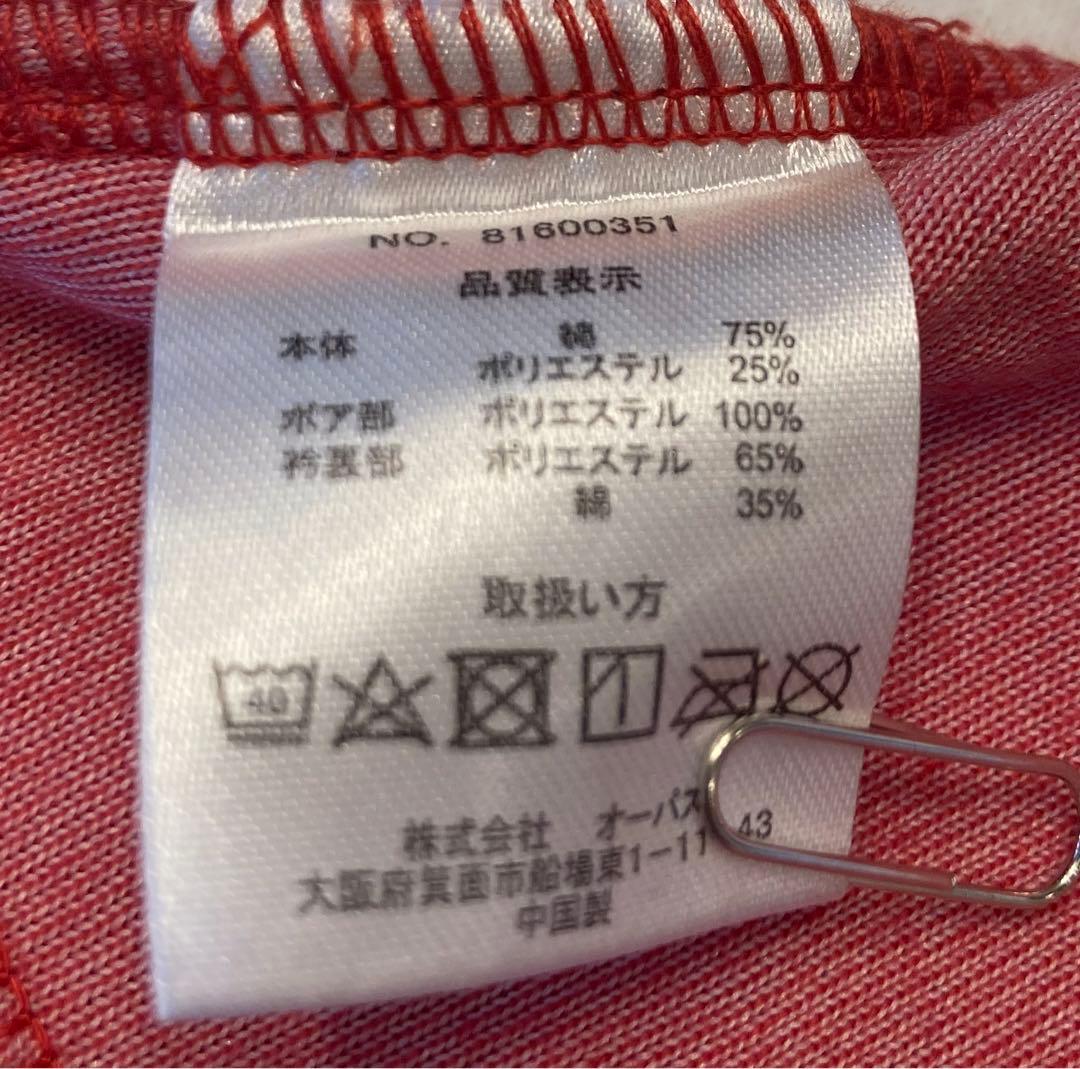 NO. 81600351
品質表示
本体 綿 75%
ポリエステル 25%
ボア部 ポリエステル 100%
衿裏部 ポリエステル 65%
綿 35%
取扱い方
40
株式会社 オーパス
大阪府箕面市船場東1-11 43
中国製